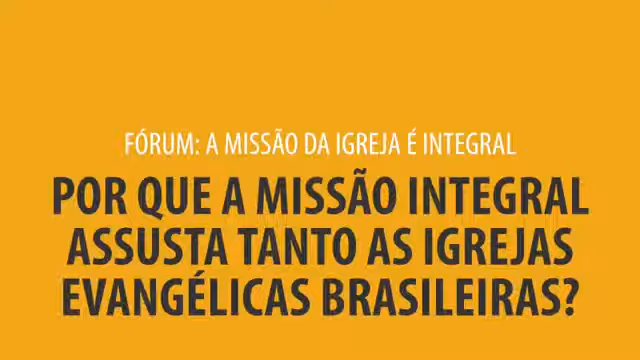 FÓRUM: A MISSÃO DA IGREJA É INTEGRAL
POR QUE A MISSÃO INTEGRAL
ASSUSTA TANTO AS IGREJAS
EVANGÉLICAS BRASILEIRAS?